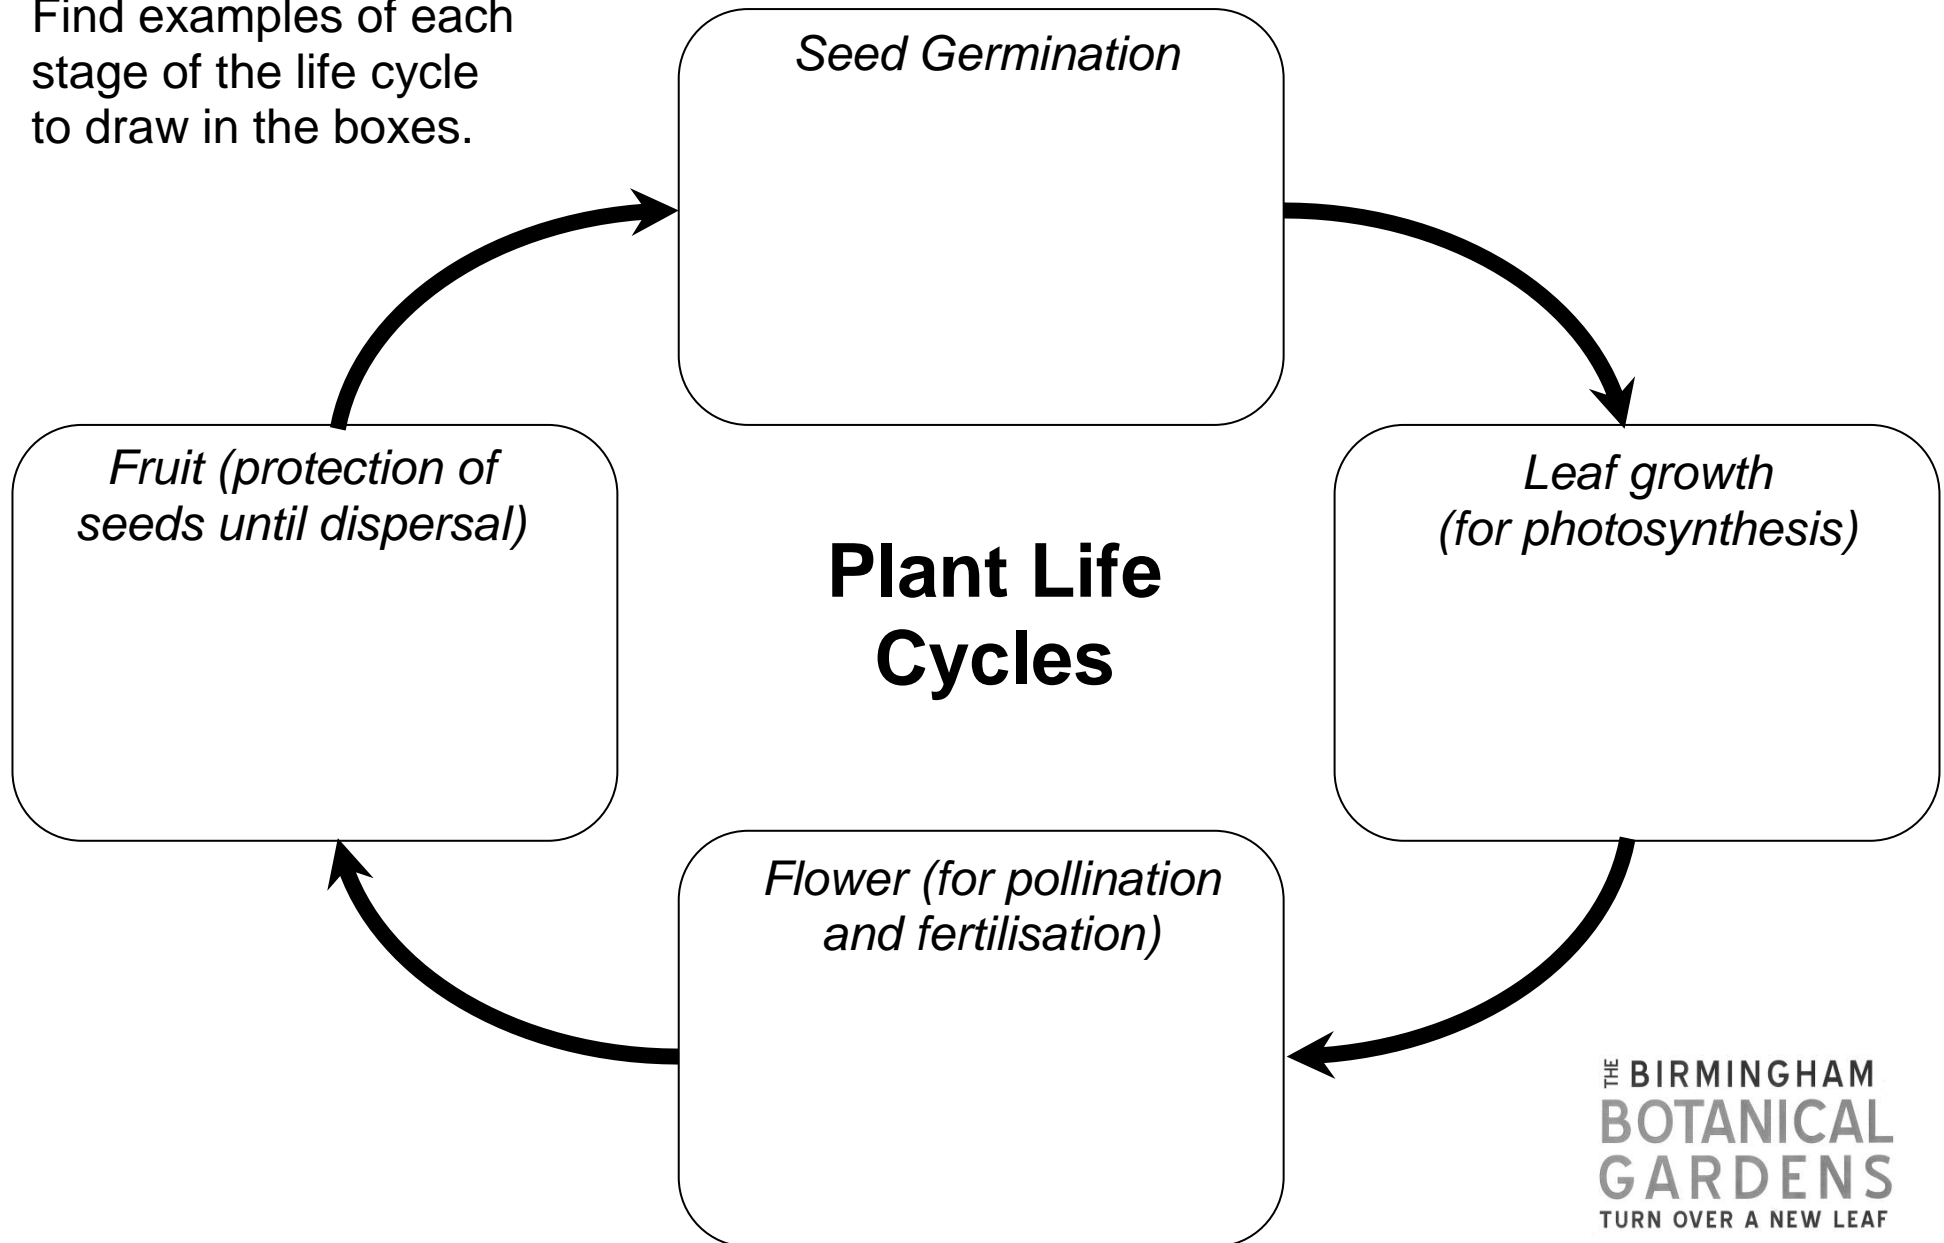 Find examples of each
stage of the life cycle
to draw in the boxes.
Seed Germination
Fruit (protection of
seeds until dispersal)
Leaf growth
(for photosynthesis)
Plant Life
Cycles
Flower (for pollination
and fertilisation)
THE BIRMINGHAM
BOTANICAL
GARDENS
TURN OVER A NEW LEAF